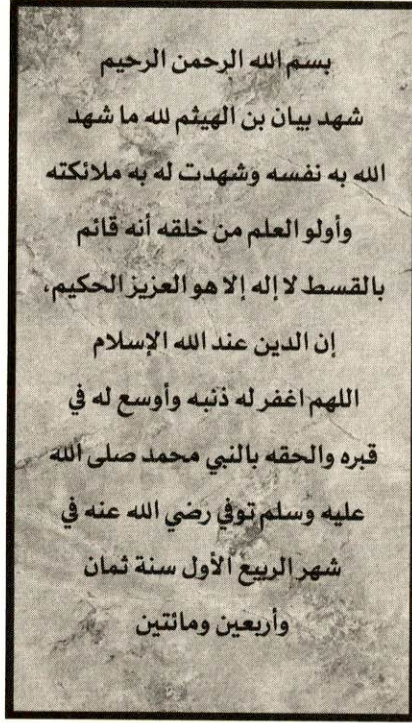 بسم الله الرحمن الرحيم
شهد بيان بن الهيثم لله ما شهد
الله به نفسه وشهدت له به ملائكته
وأولو العلم من خلقه أنه قائم
بالقسط لا إله إلا هو العزيز الحكيم،
إن الدين عند الله الإسلام
اللهم اغفر له ذنبه وأوسع له في
قبره والحقه بالنبي محمد صلى الله
عليه وسلم توفي رضي الله عنه في
شهر الربيع الأول سنة ثمان
وأربعين ومائتين